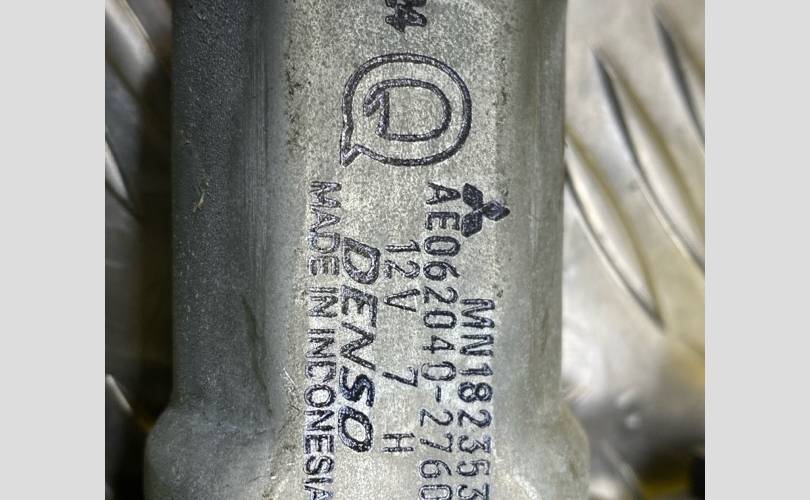 MN182353
AE062040-2760
12V 7 H
DENSO
MADE IN INDONESIA